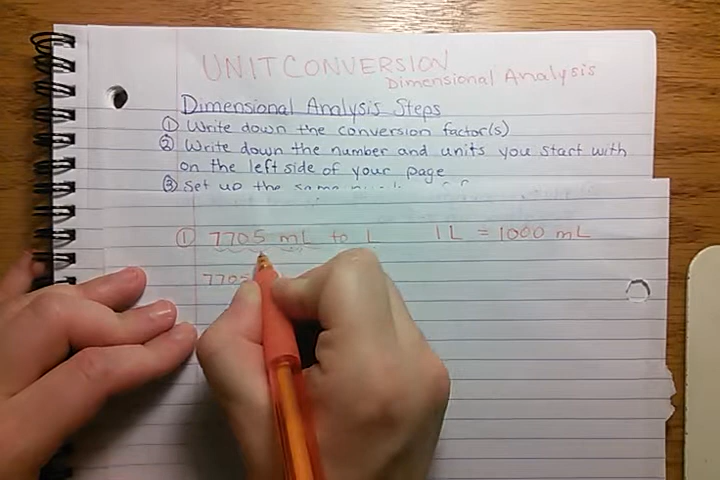 UNIT CONVERSION
Dimensional Analysis
Dimensional Analysis Steps
① Write down the conversion factor(s)
② Write down the number and units you start with
on the left side of your page
③ Set up the
① 7705 mL to L 1 L = 1000 mL